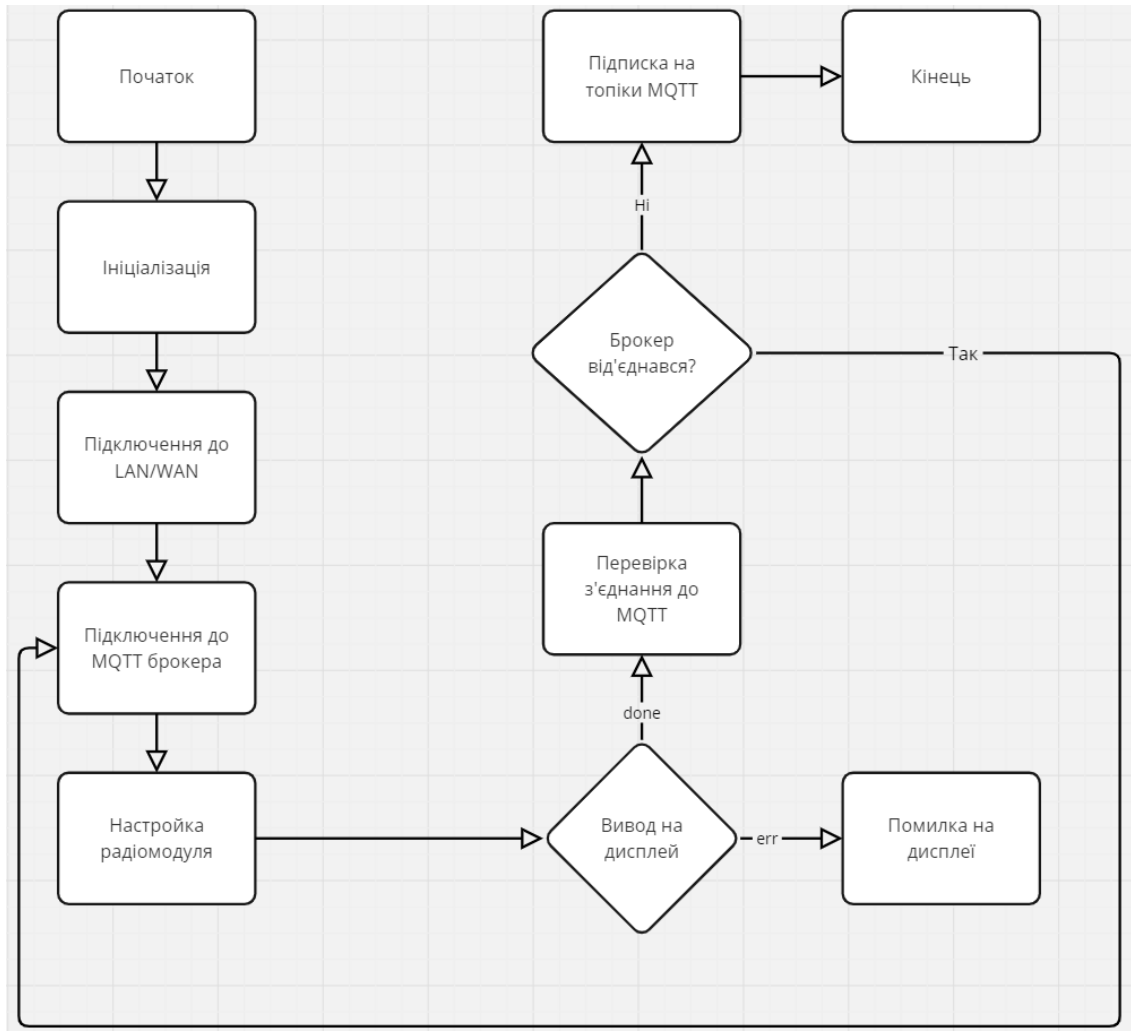 Початок
Ініціалізація
Підключення до
LAN/WAN
Підключення до
MQTT брокера
Настройка
радіомодуля
Вивод на
дисплей
err
Помилка на
дисплеї
done
Перевірка
з'єднання до
MQTT
Брокер
від'єднався?
Так
Ні
Підписка на
топіки MQTT
Кінець